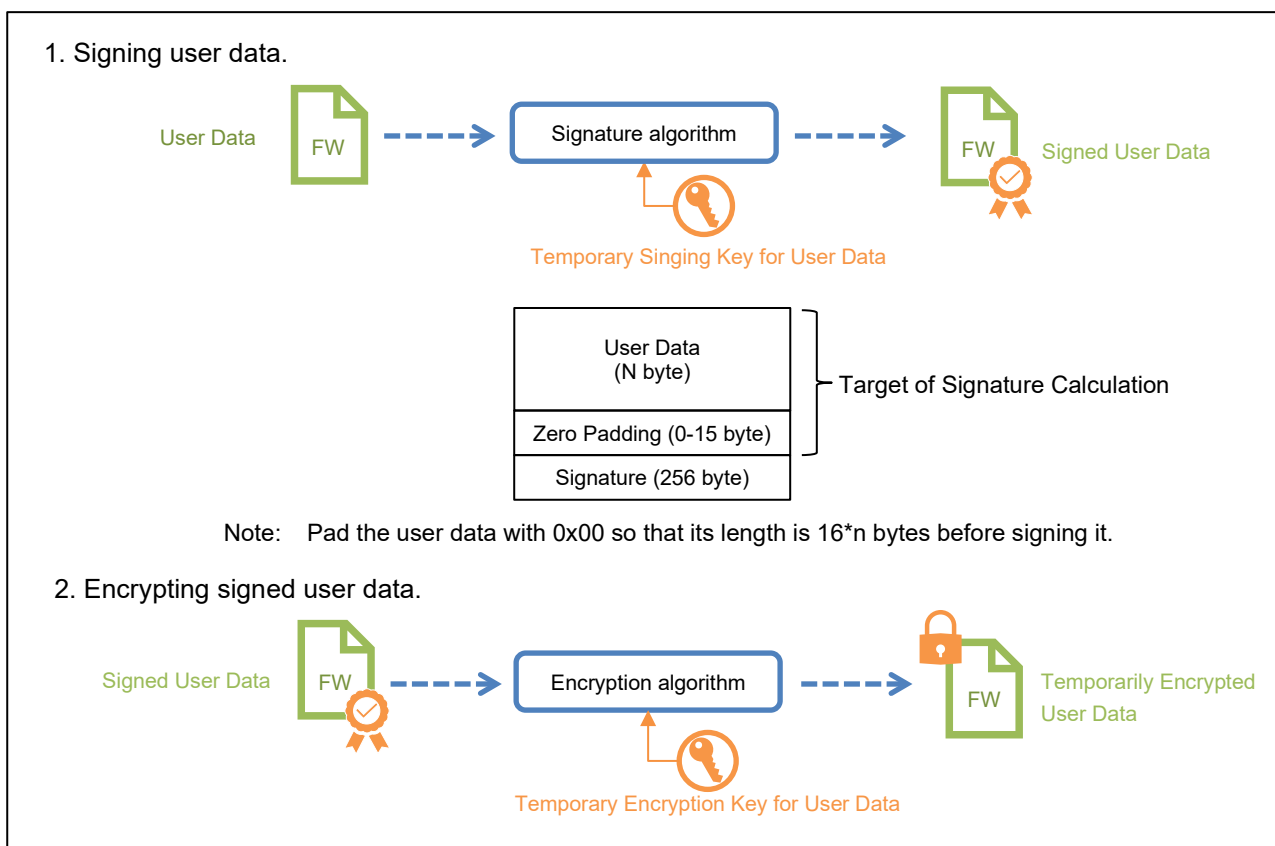 1. Signing user data.
User Data
FW
Signature algorithm
FW
Signed User Data
Temporary Singing Key for User Data
User Data
(N byte)
Target of Signature Calculation
Zero Padding (0-15 byte)
Signature (256 byte)
Note: Pad the user data with 0x00 so that its length is 16*n bytes before signing it.
2. Encrypting signed user data.
Signed User Data
FW
Encryption algorithm
FW
Temporarily Encrypted
User Data
Temporary Encryption Key for User Data